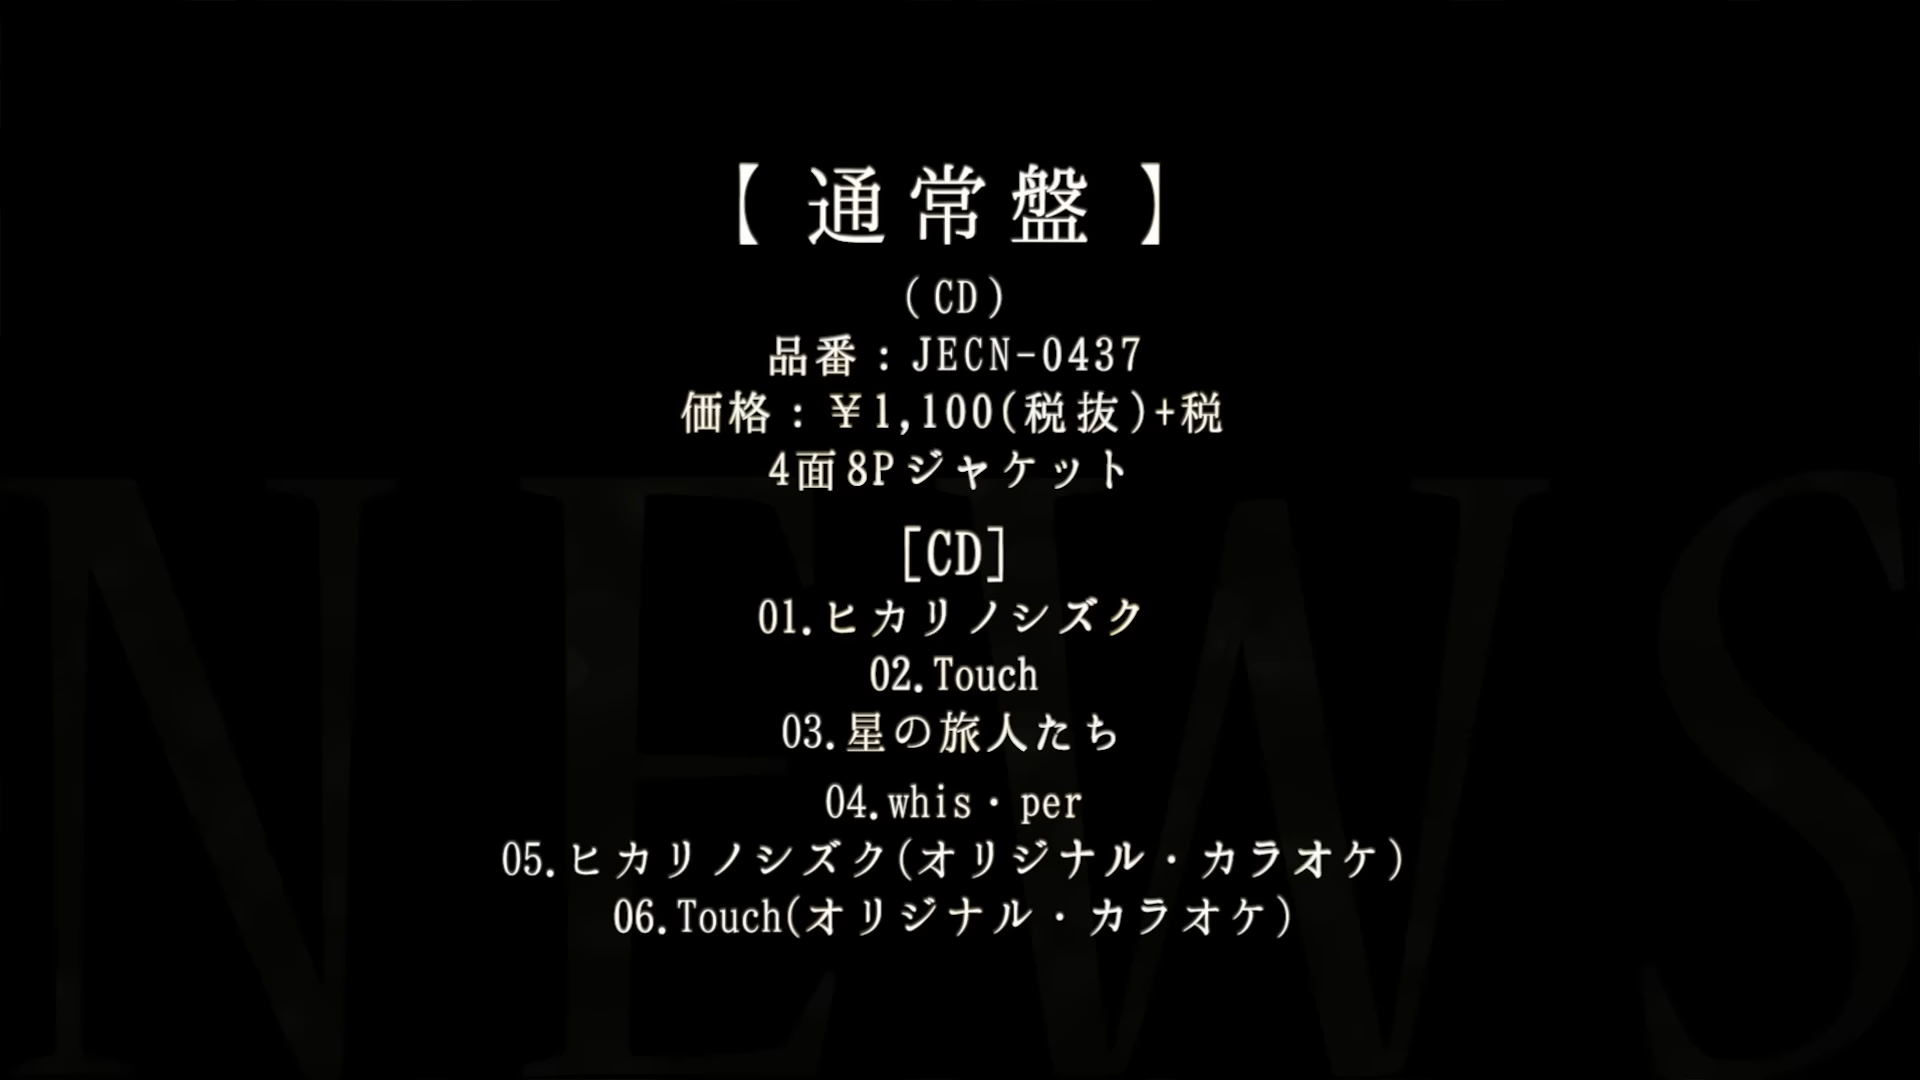 【 通常盤 】
(CD)
品番:JECN-0437
価格:¥1,100(税抜)+税
4面8Pジャケット
[CD]
01.ヒカリノシズク
02.Touch
03.星の旅人たち
04.whis・per
05.ヒカリノシズク(オリジナル・カラオケ)
06.Touch(オリジナル・カラオケ)
NEWS